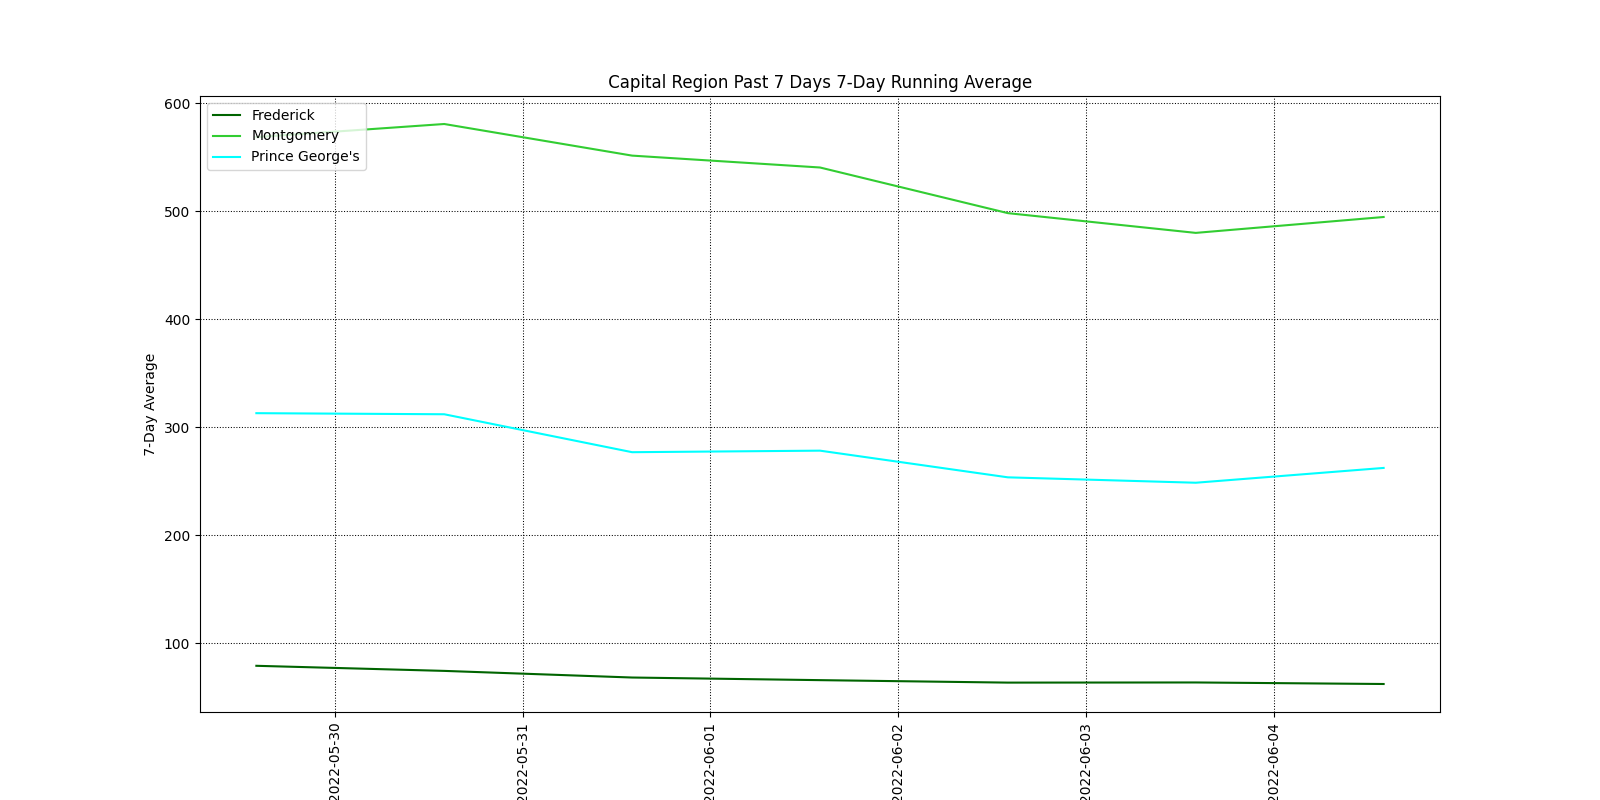 Capital Region Past 7 Days 7-Day Running Average
Frederick
Montgomery
Prince George's
7-Day Average
600
500
400
300
200
100
2022-05-30
2022-05-31
2022-06-01
2022-06-02
2022-06-03
2022-06-04